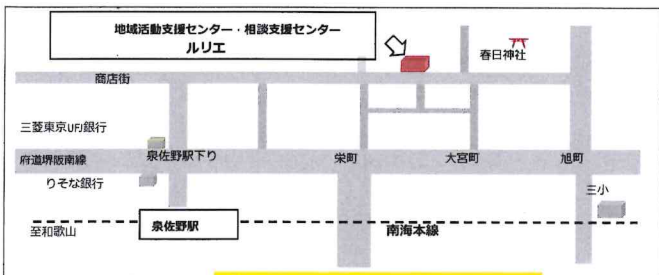 地域活動支援センター・相談支援センター
ルリエ
春日神社
商店街
三菱東京UFJ銀行
泉佐野駅下り
栄町
大宮町
旭町
府道堺阪南線
りそな銀行
三小
泉佐野駅
南海本線
至和歌山